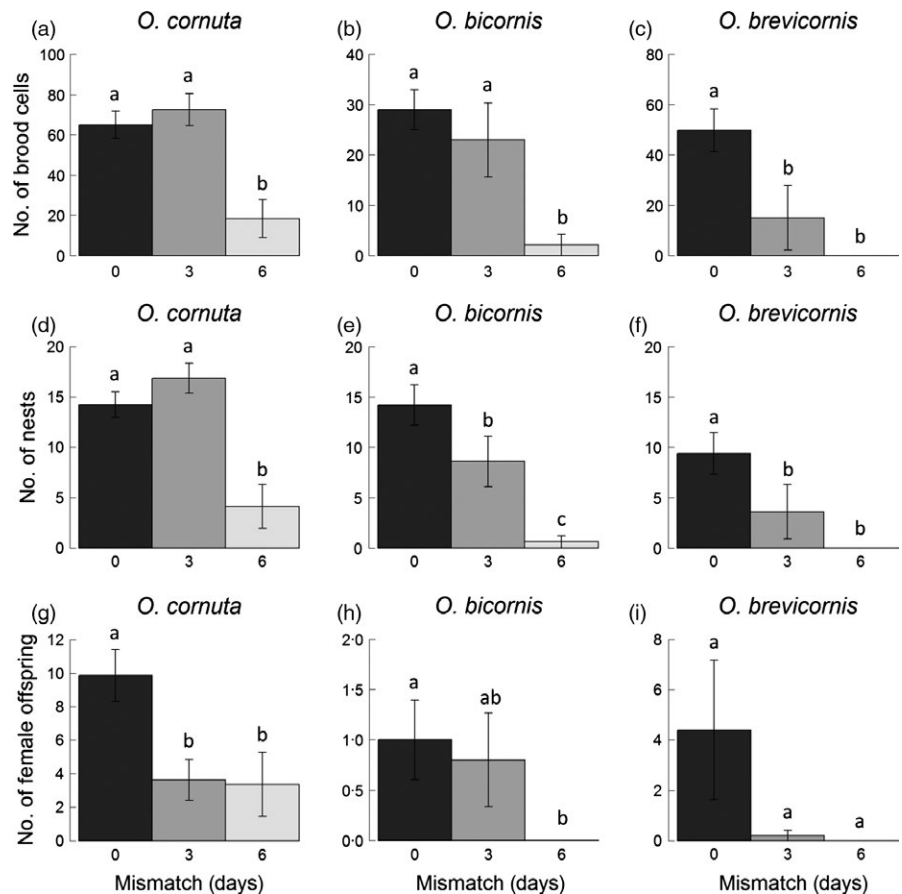 (a) O. cornuta
No. of brood cells
100
80
60
40
20
0
a
a
b
0 3 6
(b) O. bicornis
40
30
20
10
0
a
a
b
0 3 6
(c) O. brevicornis
80
60
40
20
0
a
b
b
0 3 6
(d) O. cornuta
No. of nests
20
15
10
5
0
a
a
b
0 3 6
(e) O. bicornis
20
15
10
5
0
a
b
c
0 3 6
(f) O. brevicornis
20
15
10
5
0
a
b
b
0 3 6
(g) O. cornuta
No. of female offspring
12
10
8
6
4
2
0
a
b
b
0 3 6
Mismatch (days)
(h) O. bicornis
2·0
1·5
1·0
0·5
0·0
a
ab
b
0 3 6
Mismatch (days)
(i) O. brevicornis
8
6
4
2
0
a
a
a
0 3 6
Mismatch (days)